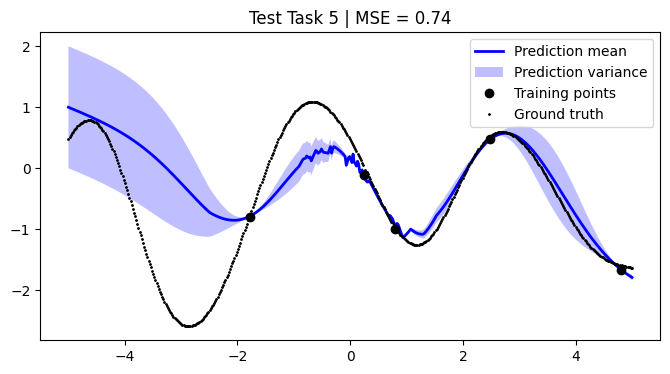 Test Task 5 | MSE = 0.74
Prediction mean
Prediction variance
Training points
Ground truth
2
1
0
−1
−2
−4
−2
0
2
4